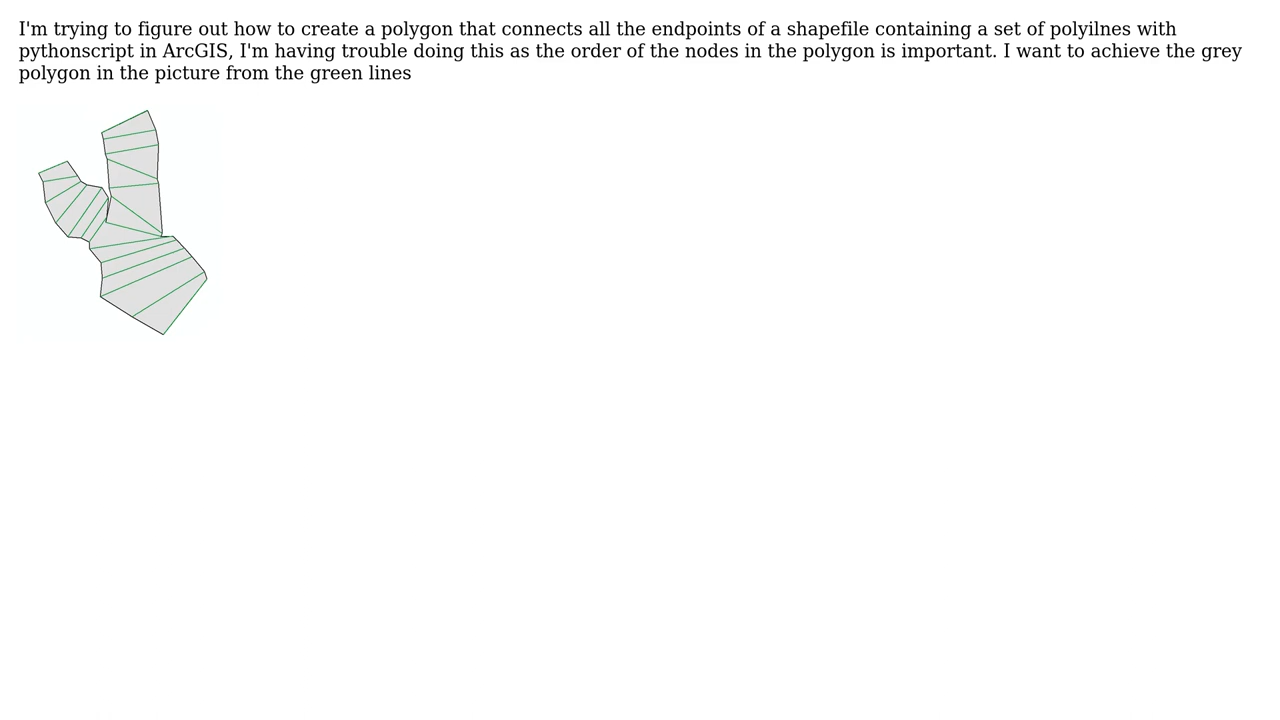 I'm trying to figure out how to create a polygon that connects all the endpoints of a shapefile containing a set of polyilnes with
pythonscript in ArcGIS, I'm having trouble doing this as the order of the nodes in the polygon is important. I want to achieve the grey
polygon in the picture from the green lines